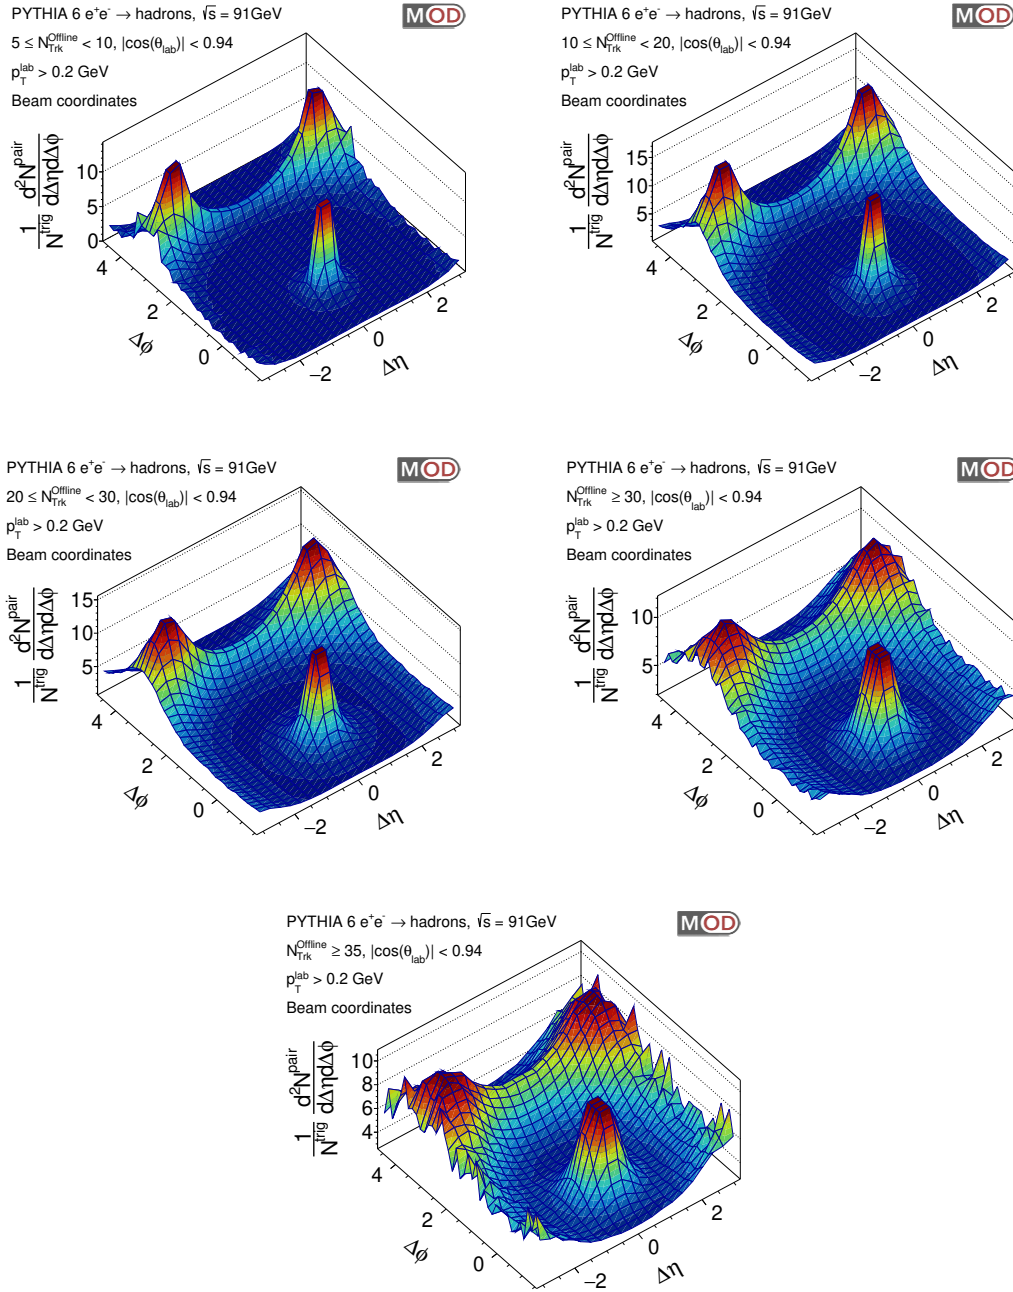 PYTHIA 6 e⁺e⁻ → hadrons, √s = 91GeV
MOD
5 ≤ N_Trk^Offline < 10, |cos(θ_lab)| < 0.94
p_T^lab > 0.2 GeV
Beam coordinates
1/N^trig d²N^pair/dΔηdΔϕ
10
5
0
4
2
0
Δϕ
−2
0
2
Δη
PYTHIA 6 e⁺e⁻ → hadrons, √s = 91GeV
MOD
10 ≤ N_Trk^Offline < 20, |cos(θ_lab)| < 0.94
p_T^lab > 0.2 GeV
Beam coordinates
1/N^trig d²N^pair/dΔηdΔϕ
15
10
5
4
2
0
Δϕ
−2
0
2
Δη
PYTHIA 6 e⁺e⁻ → hadrons, √s = 91GeV
MOD
20 ≤ N_Trk^Offline < 30, |cos(θ_lab)| < 0.94
p_T^lab > 0.2 GeV
Beam coordinates
1/N^trig d²N^pair/dΔηdΔϕ
15
10
5
4
2
0
Δϕ
−2
0
2
Δη
PYTHIA 6 e⁺e⁻ → hadrons, √s = 91GeV
MOD
N_Trk^Offline ≥ 30, |cos(θ_lab)| < 0.94
p_T^lab > 0.2 GeV
Beam coordinates
1/N^trig d²N^pair/dΔηdΔϕ
10
5
4
2
0
Δϕ
−2
0
2
Δη
PYTHIA 6 e⁺e⁻ → hadrons, √s = 91GeV
MOD
N_Trk^Offline ≥ 35, |cos(θ_lab)| < 0.94
p_T^lab > 0.2 GeV
Beam coordinates
1/N^trig d²N^pair/dΔηdΔϕ
10
8
6
4
4
2
0
Δϕ
−2
0
2
Δη